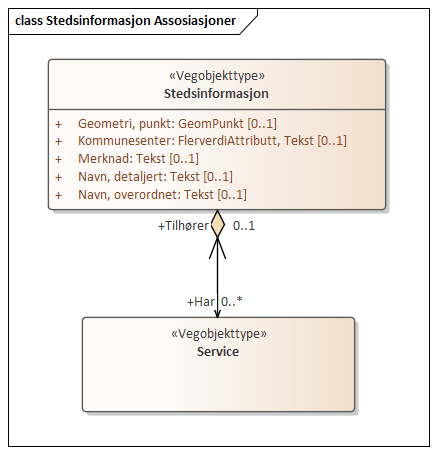 class Stedsinformasjon Assosiasjoner
«Vegobjekttype»
Stedsinformasjon
+ Geometri, punkt: GeomPunkt [0..1]
+ Kommunesenter: FlerverdiAttributt, Tekst [0..1]
+ Merknad: Tekst [0..1]
+ Navn, detaljert: Tekst [0..1]
+ Navn, overordnet: Tekst [0..1]
+Tilhører 0..1
+Har 0..*
«Vegobjekttype»
Service